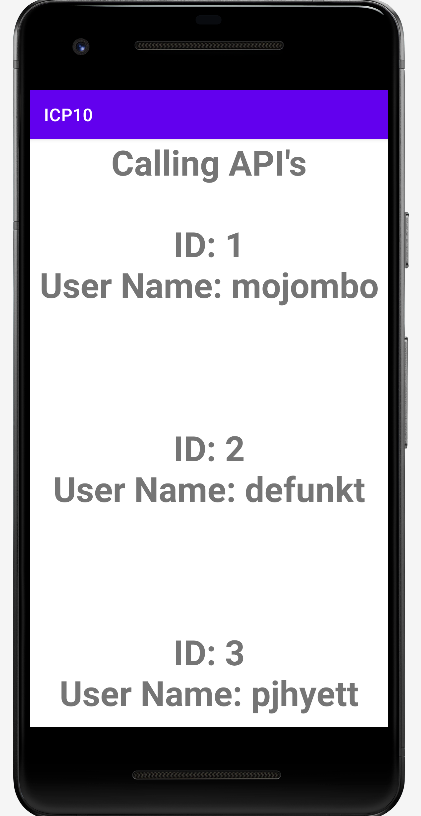 ICP10
Calling API's
ID: 1
User Name: mojombo
ID: 2
User Name: defunkt
ID: 3
User Name: pjhyett